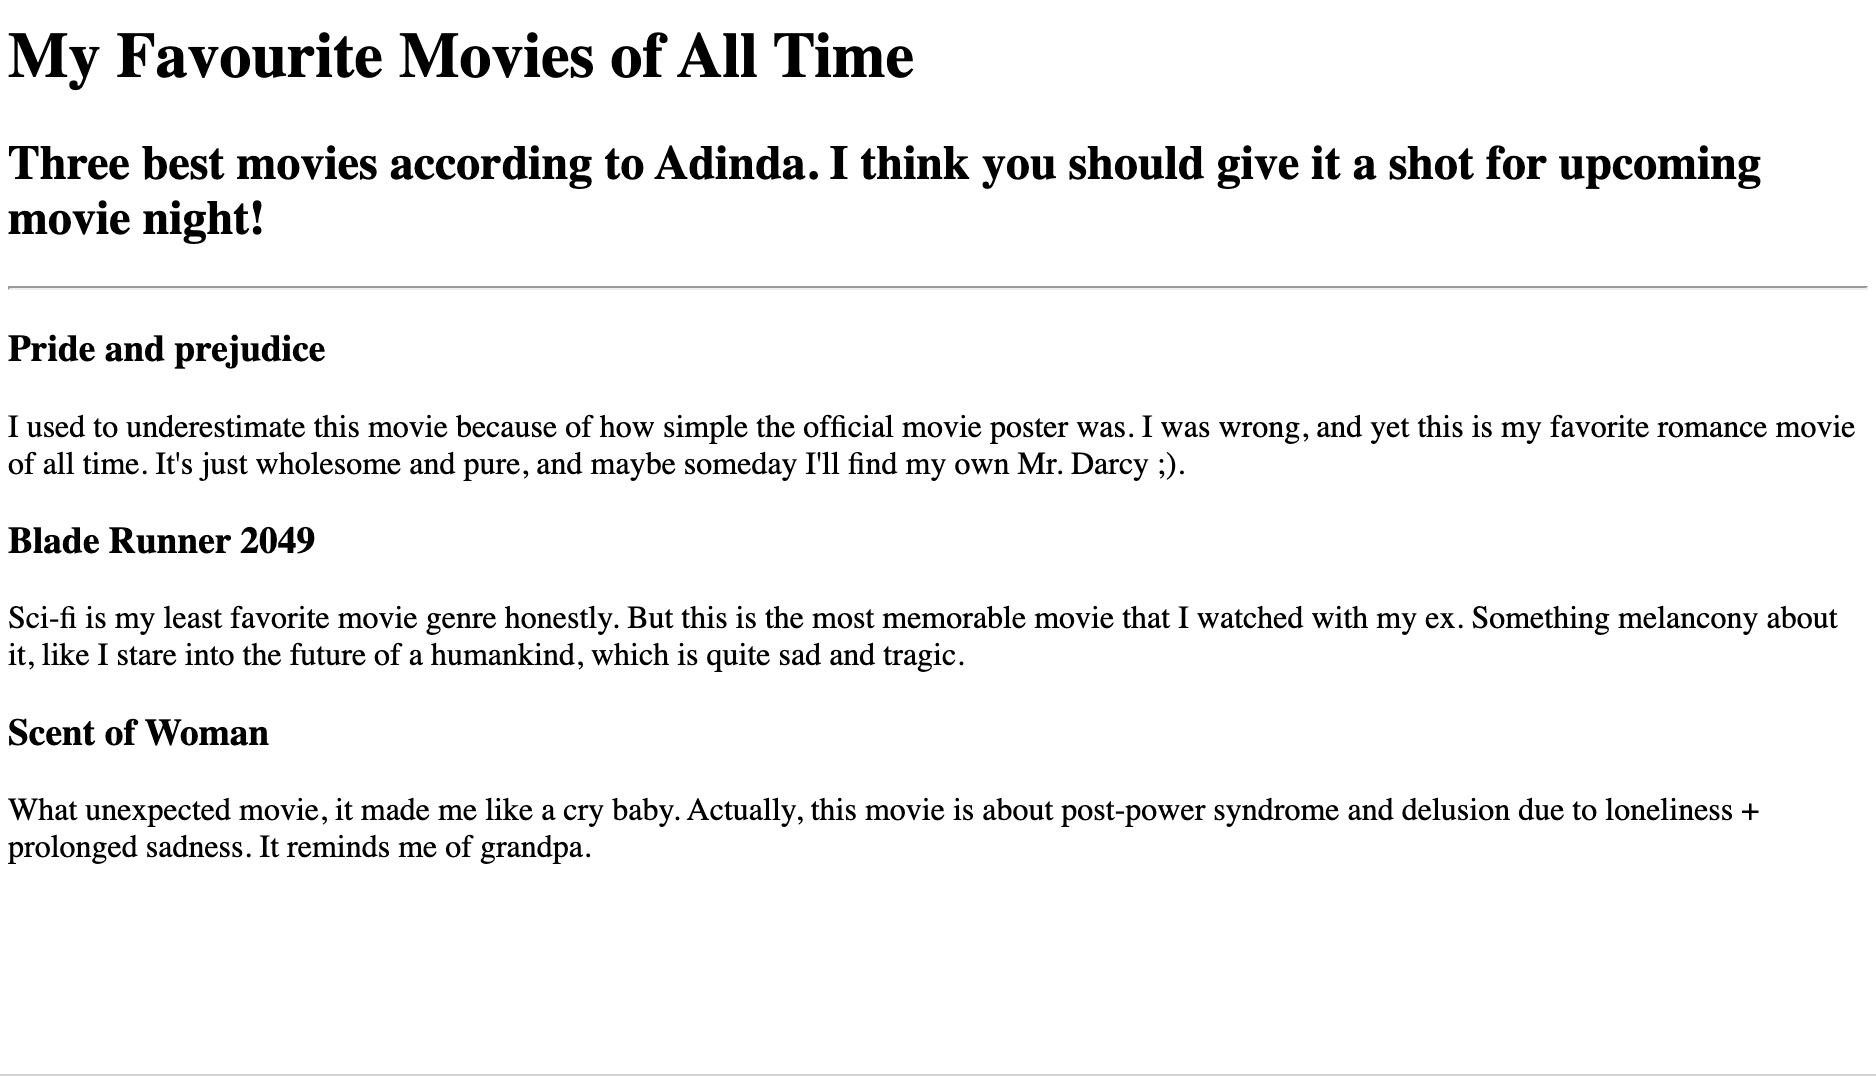 My Favourite Movies of All Time
Three best movies according to Adinda. I think you should give it a shot for upcoming
movie night!
Pride and prejudice
I used to underestimate this movie because of how simple the official movie poster was. I was wrong, and yet this is my favorite romance movie
of all time. It's just wholesome and pure, and maybe someday I'll find my own Mr. Darcy ;).
Blade Runner 2049
Sci-fi is my least favorite movie genre honestly. But this is the most memorable movie that I watched with my ex. Something melancony about
it, like I stare into the future of a humankind, which is quite sad and tragic.
Scent of Woman
What unexpected movie, it made me like a cry baby. Actually, this movie is about post-power syndrome and delusion due to loneliness +
prolonged sadness. It reminds me of grandpa.